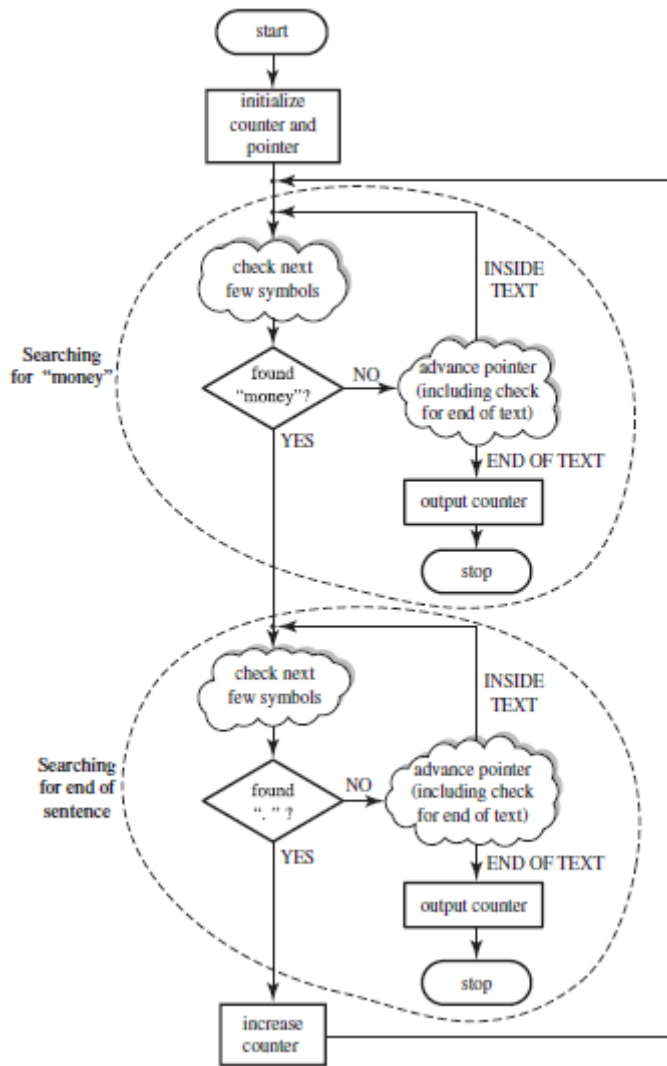 start
initialize
counter and
pointer
check next
few symbols
INSIDE
TEXT
Searching
for "money"
found
"money"?
NO
advance pointer
(including check
for end of text)
YES
END OF TEXT
output counter
stop
check next
few symbols
INSIDE
TEXT
Searching
for end of
sentence
found
"." ?
NO
advance pointer
(including check
for end of text)
YES
END OF TEXT
output counter
stop
increase
counter